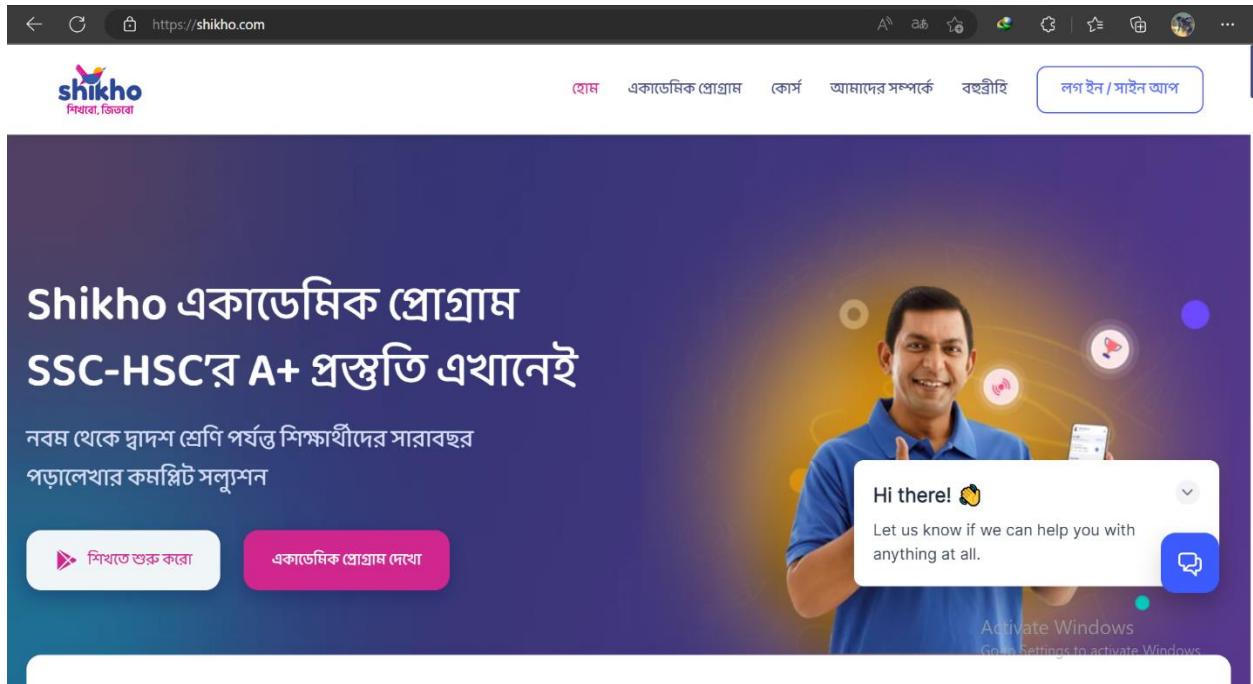 https://shikho.com
shikho
শিখবো, জিতবো
হোম একাডেমিক প্রোগ্রাম কোর্স আমাদের সম্পর্কে বহুব্রীহি লগ ইন / সাইন আপ
Shikho একাডেমিক প্রোগ্রাম
SSC-HSC’র A+ প্রস্তুতি এখানেই
নবম থেকে দ্বাদশ শ্রেণি পর্যন্ত শিক্ষার্থীদের সারাবছর
পড়ালেখার কমপ্লিট সল্যুশন
শিখতে শুরু করো একাডেমিক প্রোগ্রাম দেখো
Hi there! 👋
Let us know if we can help you with
anything at all.
Activate Windows
Go to Settings to activate Windows.